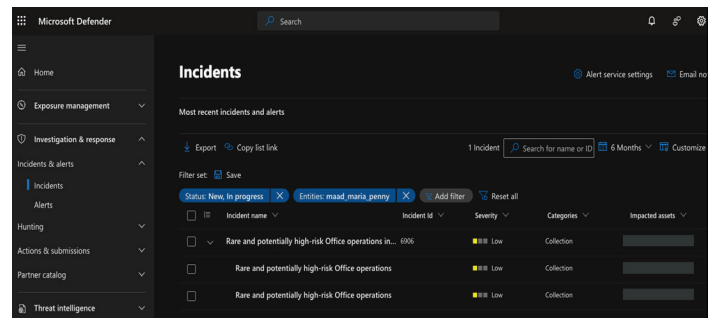 Microsoft Defender
Search
Home
Exposure management
Investigation & response
Incidents & alerts
Incidents
Alerts
Hunting
Actions & submissions
Partner catalog
Threat intelligence
Incidents
Alert service settings
Email no
Most recent incidents and alerts
Export Copy list link 1 Incident Search for name or ID 6 Months Customize
Filter set: Save
Status: New, In progress X Entities: maad_maria_penny X Add filter Reset all
Incident name Incident Id Severity Categories Impacted assets
Rare and potentially high-risk Office operations in... 6906 Low Collection
Rare and potentially high-risk Office operations Low Collection
Rare and potentially high-risk Office operations Low Collection